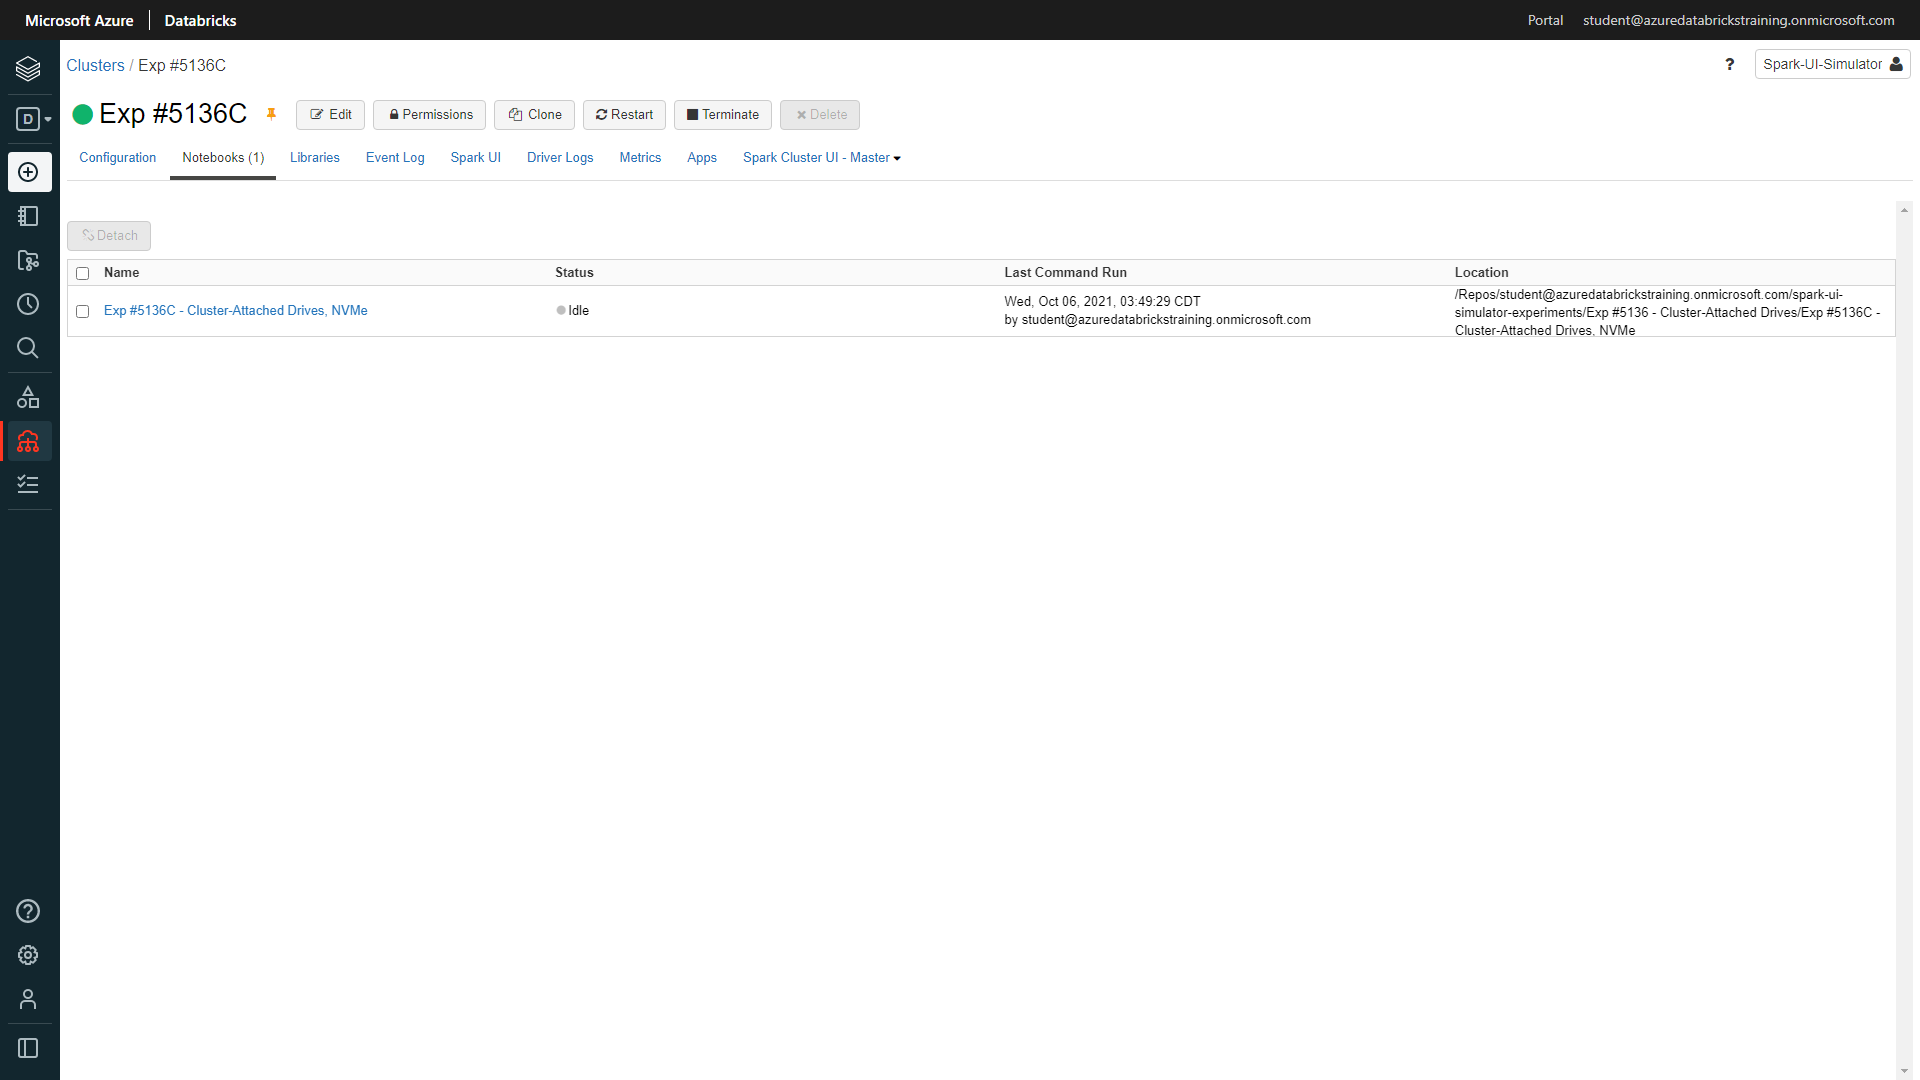 Microsoft Azure Databricks Portal student@azuredatabrickstraining.onmicrosoft.com
Clusters / Exp #5136C ? Spark-UI-Simulator
D
Exp #5136C Edit Permissions Clone Restart Terminate Delete
Configuration Notebooks (1) Libraries Event Log Spark UI Driver Logs Metrics Apps Spark Cluster UI - Master
Detach
Name Status Last Command Run Location
Exp #5136C - Cluster-Attached Drives, NVMe Idle
Wed, Oct 06, 2021, 03:49:29 CDT
by student@azuredatabrickstraining.onmicrosoft.com
/Repos/student@azuredatabrickstraining.onmicrosoft.com/spark-ui-
simulator-experiments/Exp #5136 - Cluster-Attached Drives/Exp #5136C -
Cluster-Attached Drives, NVMe